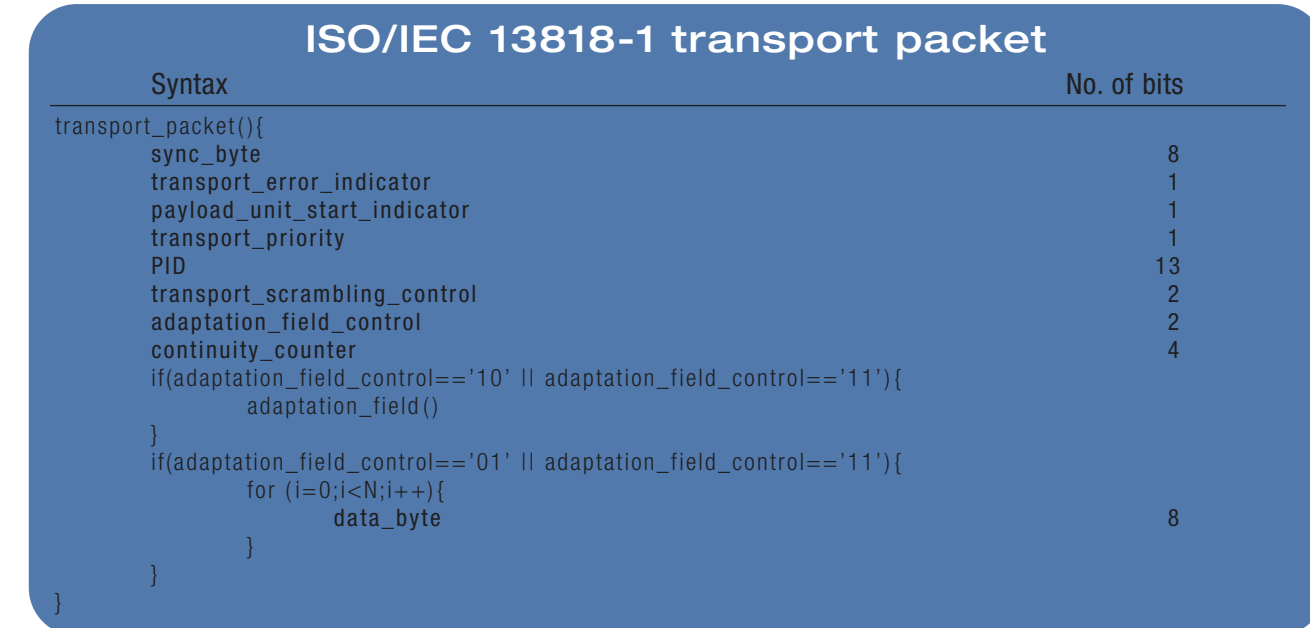 ISO/IEC 13818-1 transport packet
Syntax No. of bits
transport_packet(){
sync_byte 8
transport_error_indicator 1
payload_unit_start_indicator 1
transport_priority 1
PID 13
transport_scrambling_control 2
adaptation_field_control 2
continuity_counter 4
if(adaptation_field_control=='10' || adaptation_field_control=='11'){
adaptation_field()
}
if(adaptation_field_control=='01' || adaptation_field_control=='11'){
for (i=0;i<N;i++){
data_byte 8
}
}
}